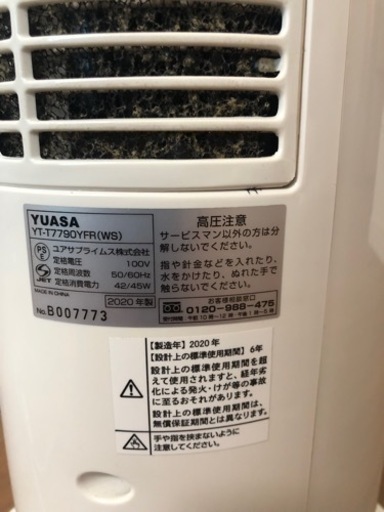 YUASA
YT-T7790YFR(WS)
PS
E
ユアサプライムス株式会社
定格電圧 100V
定格周波数 50/60Hz
定格消費電力 42/45W
JET
MADE IN CHINA
2020年製
No.B007773
高圧注意
サービスマン以外の方は分
解しないでください。
指や針金などを入れたり、
水をかけたり、ぬれた手で
触らないでください。
お客様相談窓口
0120-988-475
【製造年】2020年
【設計上の標準使用期間】6年
設計上の標準使用期間を超
えて使用されますと、経年劣
化による発火・けが等の事故
に至るおそれがあります。
設計上の標準使用期間は、
無償保証期間とは異なります。
手や指を挟まないように
注意してください。